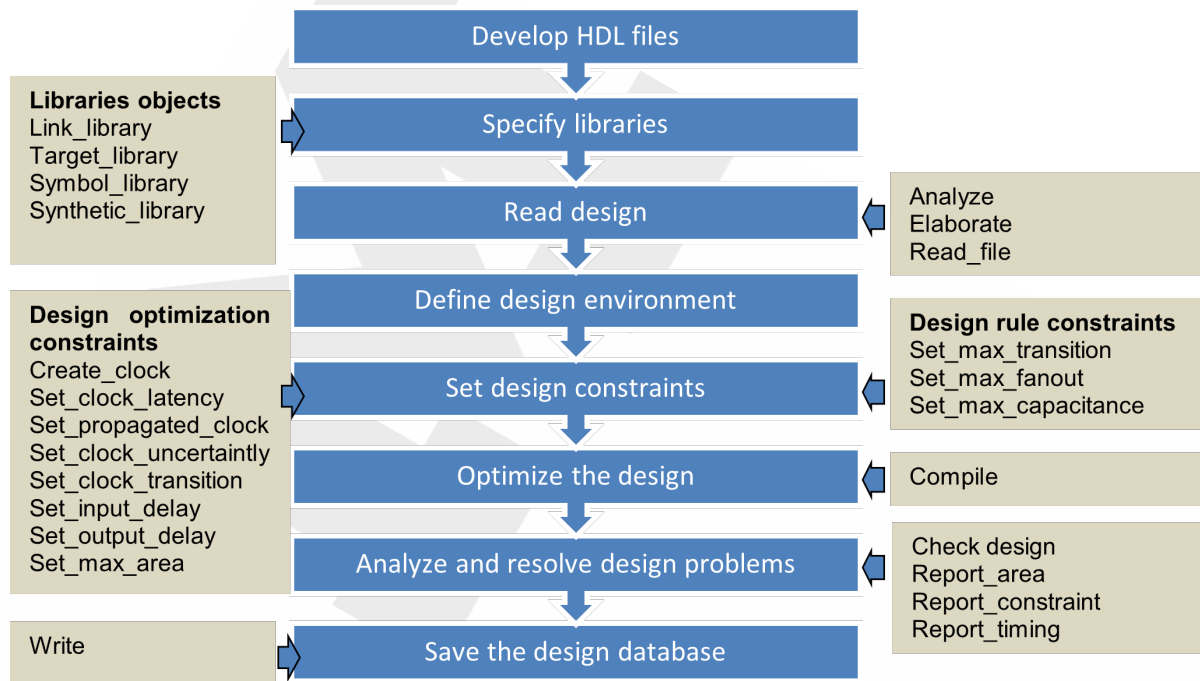 Develop HDL files
Libraries objects
Link_library
Target_library
Symbol_library
Synthetic_library
Specify libraries
Read design
Analyze
Elaborate
Read_file
Define design environment
Design optimization
constraints
Create_clock
Set_clock_latency
Set_propagated_clock
Set_clock_uncertaintly
Set_clock_transition
Set_input_delay
Set_output_delay
Set_max_area
Set design constraints
Design rule constraints
Set_max_transition
Set_max_fanout
Set_max_capacitance
Optimize the design
Compile
Analyze and resolve design problems
Check design
Report_area
Report_constraint
Report_timing
Write
Save the design database